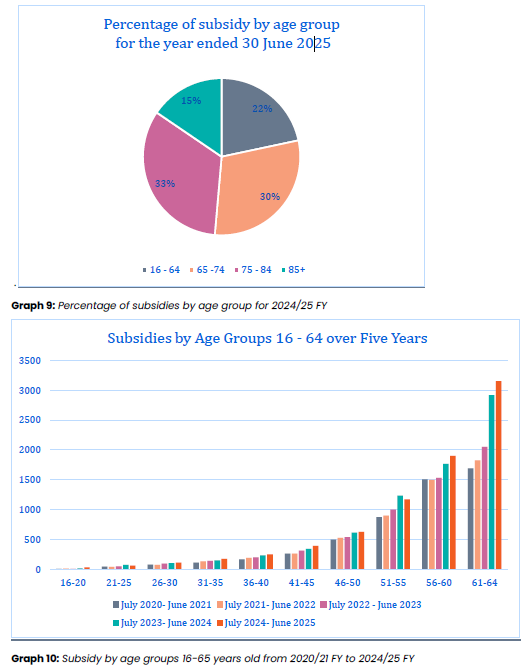 Percentage of subsidy by age group
for the year ended 30 June 2025
15%
22%
33%
30%
16 - 64 65 -74 75 - 84 85+
Graph 9: Percentage of subsidies by age group for 2024/25 FY
Subsidies by Age Groups 16 - 64 over Five Years
3500
3000
2500
2000
1500
1000
500
0
16-20 21-25 26-30 31-35 36-40 41-45 46-50 51-55 56-60 61-64
July 2020- June 2021 July 2021- June 2022 July 2022 - June 2023
July 2023- June 2024 July 2024- June 2025
Graph 10: Subsidy by age groups 16-65 years old from 2020/21 FY to 2024/25 FY